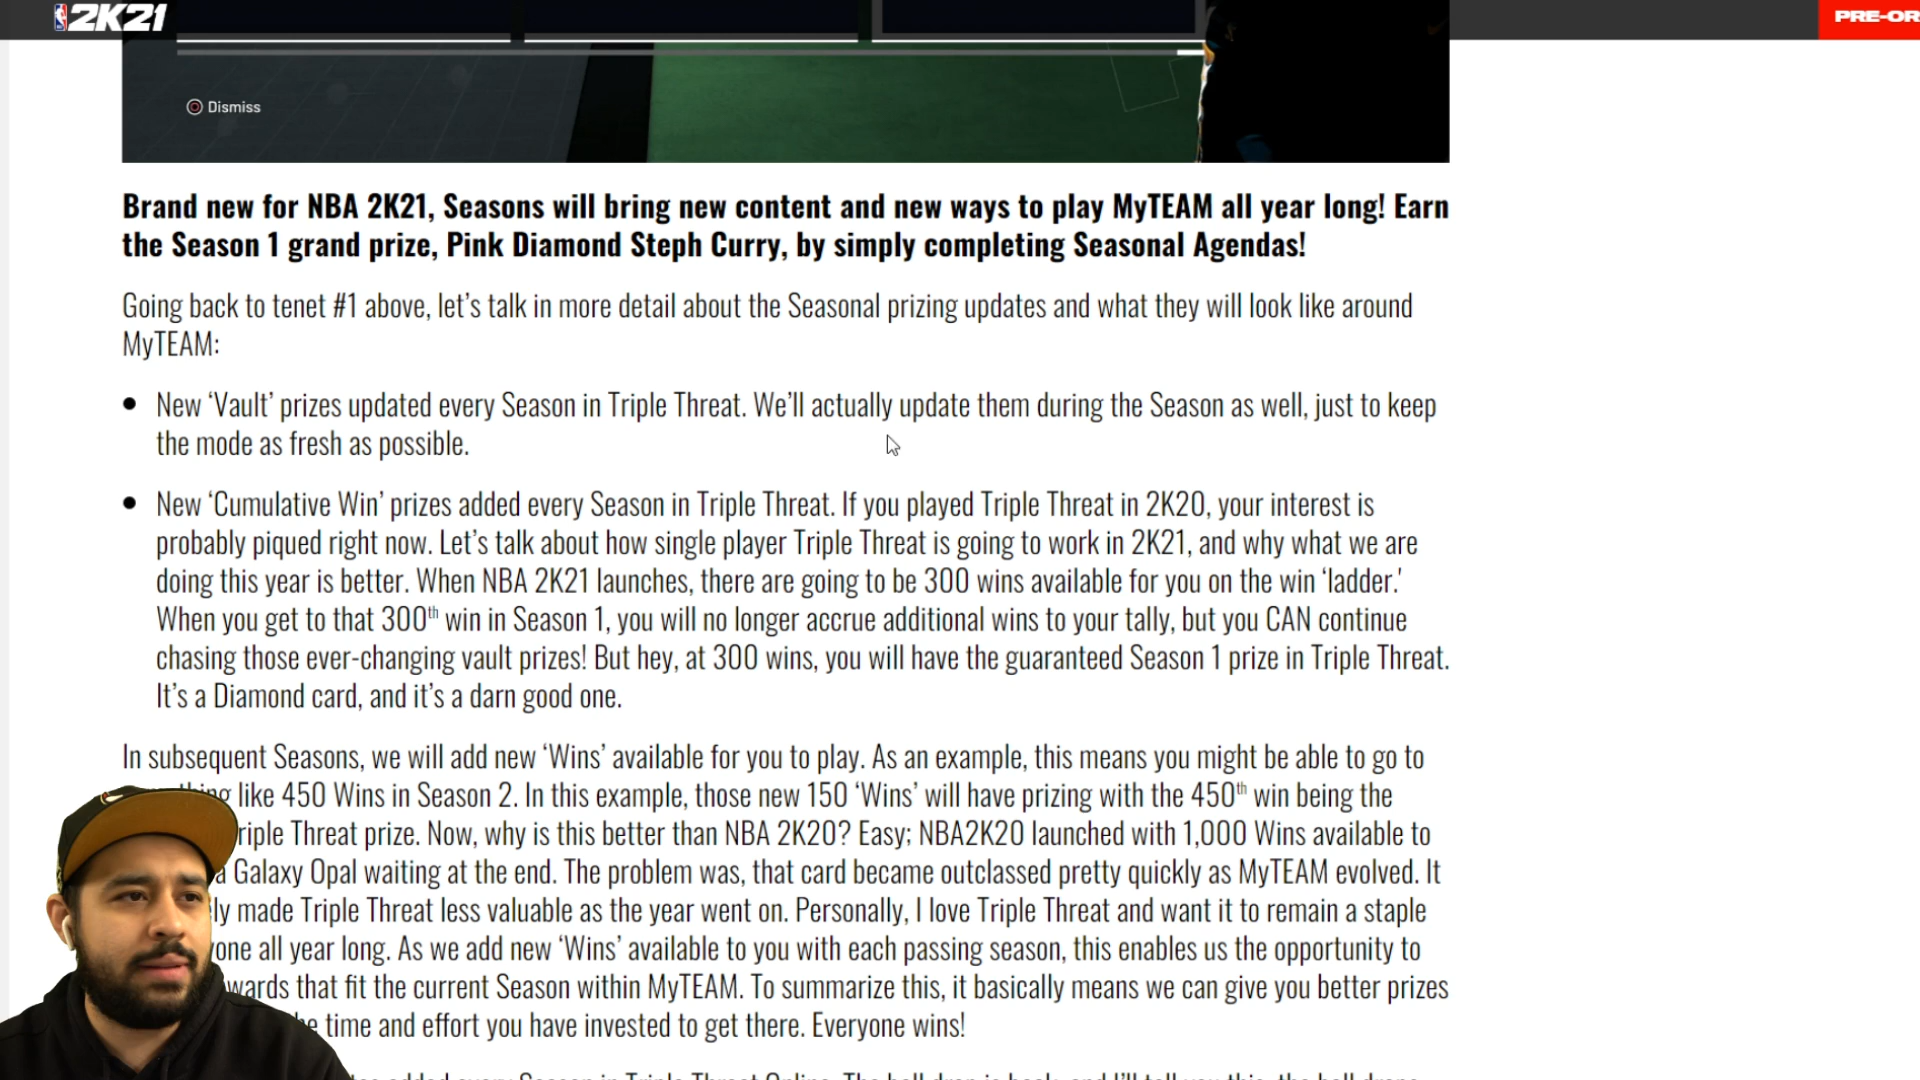 2K21
PRE-OR
Dismiss
Brand new for NBA 2K21, Seasons will bring new content and new ways to play MyTEAM all year long! Earn
the Season 1 grand prize, Pink Diamond Steph Curry, by simply completing Seasonal Agendas!
Going back to tenet #1 above, let's talk in more detail about the Seasonal prizing updates and what they will look like around
MyTEAM:
• New ‘Vault’ prizes updated every Season in Triple Threat. We'll actually update them during the Season as well, just to keep
the mode as fresh as possible.
• New ‘Cumulative Win’ prizes added every Season in Triple Threat. If you played Triple Threat in 2K20, your interest is
probably piqued right now. Let's talk about how single player Triple Threat is going to work in 2K21, and why what we are
doing this year is better. When NBA 2K21 launches, there are going to be 300 wins available for you on the win ‘ladder.'
When you get to that 300th win in Season 1, you will no longer accrue additional wins to your tally, but you CAN continue
chasing those ever-changing vault prizes! But hey, at 300 wins, you will have the guaranteed Season 1 prize in Triple Threat.
It's a Diamond card, and it's a darn good one.
In subsequent Seasons, we will add new ‘Wins’ available for you to play. As an example, this means you might be able to go to
like 450 Wins in Season 2. In this example, those new 150 ‘Wins’ will have prizing with the 450th win being the
riple Threat prize. Now, why is this better than NBA 2K20? Easy; NBA2K20 launched with 1,000 Wins available to
a Galaxy Opal waiting at the end. The problem was, that card became outclassed pretty quickly as MyTEAM evolved. It
ly made Triple Threat less valuable as the year went on. Personally, I love Triple Threat and want it to remain a staple
one all year long. As we add new ‘Wins’ available to you with each passing season, this enables us the opportunity to
wards that fit the current Season within MyTEAM. To summarize this, it basically means we can give you better prizes
time and effort you have invested to get there. Everyone wins!